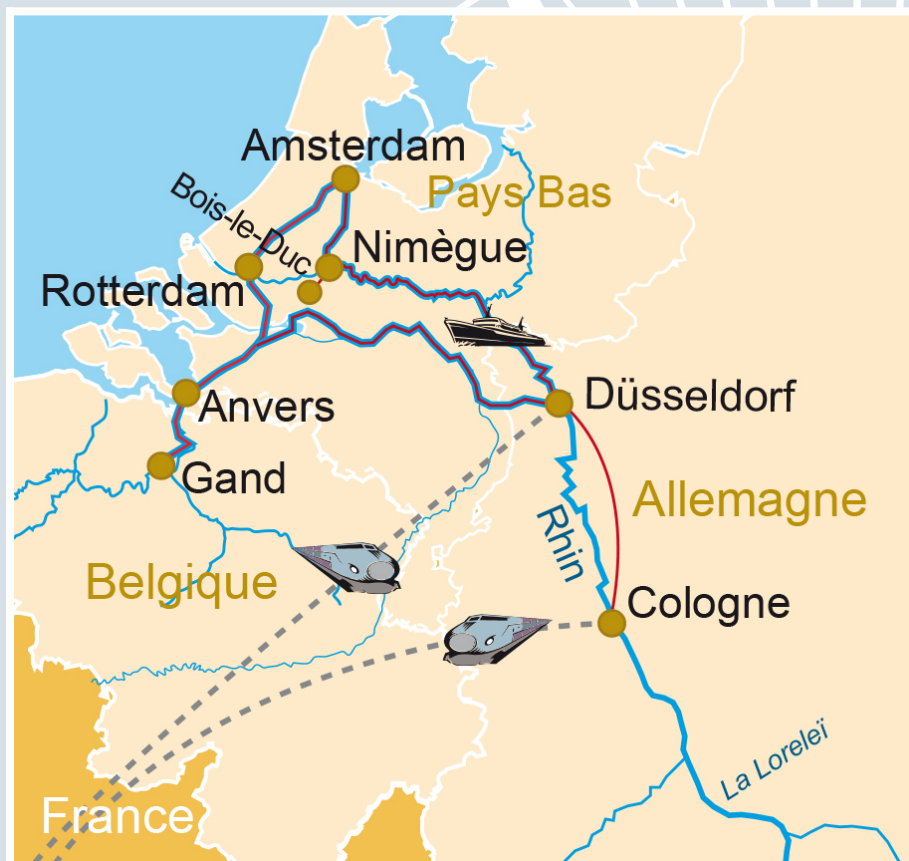 Amsterdam
Pays Bas
Bois-le-Duc
Nimègue
Rotterdam
Düsseldorf
Anvers
Gand
Allemagne
Rhin
Belgique
Cologne
La Loreleï
France